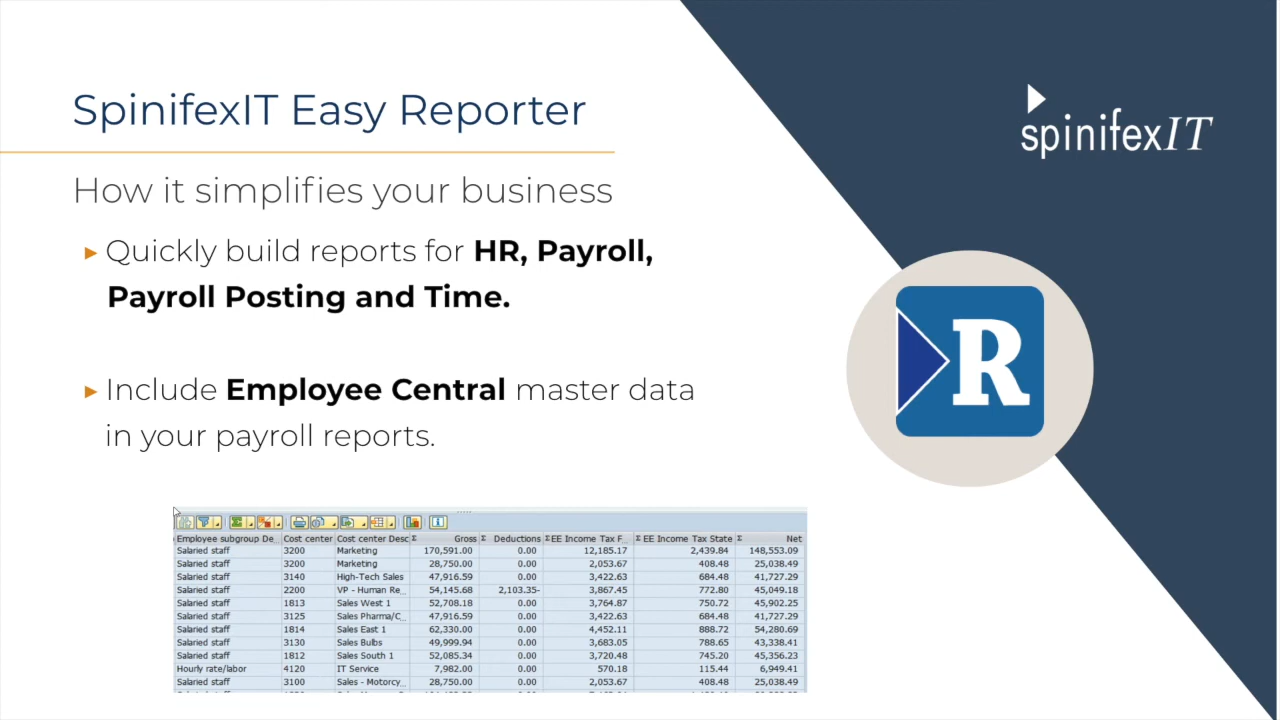 SpinifexIT Easy Reporter
spinifexIT
How it simplifies your business
▸ Quickly build reports for HR, Payroll,
Payroll Posting and Time.
R
▸ Include Employee Central master data
in your payroll reports.
Employee subgroup De... Cost center Cost center Desc Σ Gross Σ Deductions Σ EE Income Tax F... Σ EE Income Tax State Σ Net
Salaried staff 3200 Marketing 170,591.00 0.00 12,185.17 2,439.84 148,553.09
Salaried staff 3200 Marketing 28,750.00 0.00 2,053.67 408.48 25,038.49
Salaried staff 3140 High-Tech Sales 47,916.59 0.00 3,422.63 684.48 41,727.29
Salaried staff 2200 VP - Human Re... 54,145.68 2,103.35- 3,867.45 772.80 45,049.18
Salaried staff 1813 Sales West 1 52,708.18 0.00 3,764.87 750.72 45,902.25
Salaried staff 3125 Sales Pharma/C... 47,916.59 0.00 3,422.63 684.48 41,727.29
Salaried staff 1814 Sales East 1 62,330.00 0.00 4,452.11 888.72 54,280.69
Salaried staff 3130 Sales Bulbs 49,999.94 0.00 3,683.05 788.65 43,338.41
Salaried staff 1812 Sales South 1 52,085.34 0.00 3,720.48 745.20 45,356.23
Hourly rate/labor 4120 IT Service 7,982.00 0.00 570.18 115.44 6,949.41
Salaried staff 3100 Sales - Motorcy... 28,750.00 0.00 2,053.67 408.48 25,038.49